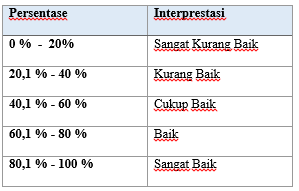 Persentase Interprestasi
0 % - 20% Sangat Kurang Baik
20,1 % - 40 % Kurang Baik
40,1 % - 60 % Cukup Baik
60,1 % - 80 % Baik
80,1 % - 100 % Sangat Baik